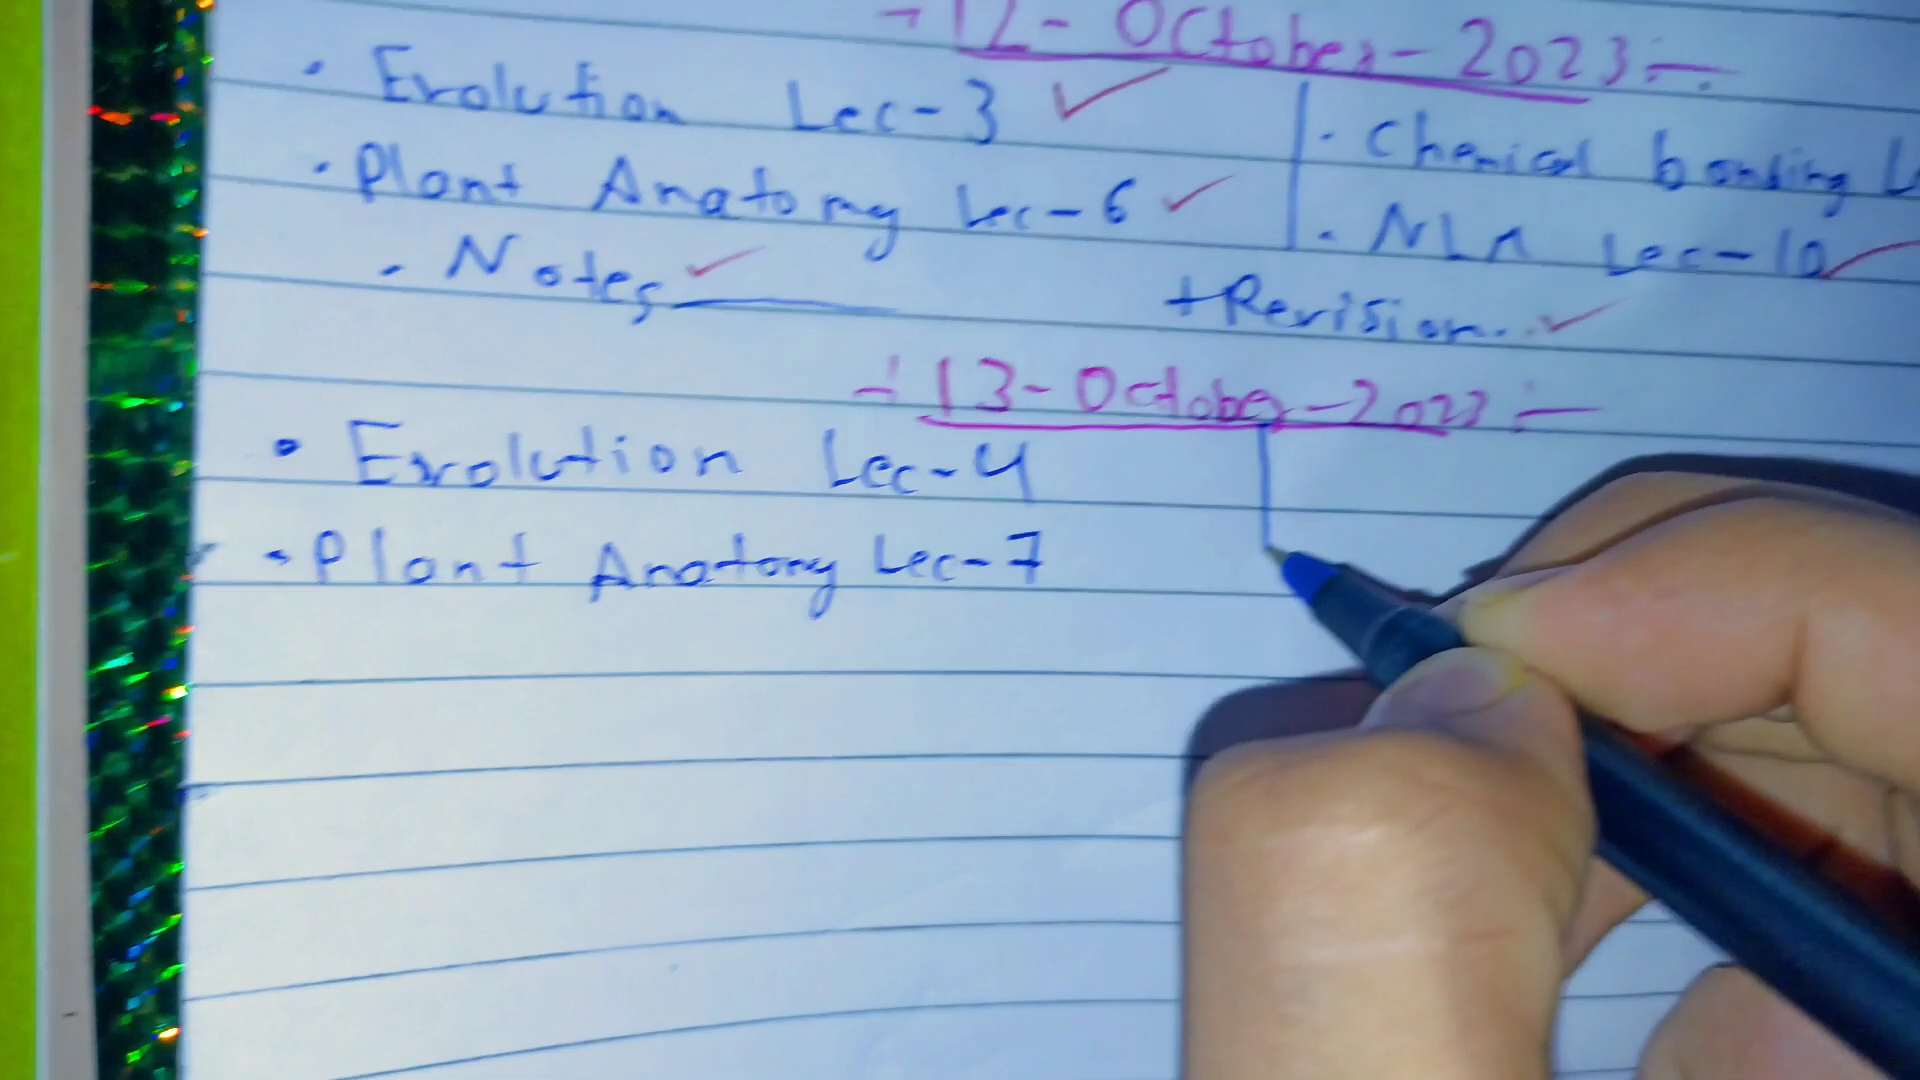 ÷ 12 - October - 2023 ÷
• Evolution Lec-3 ✓
• Plant Anatomy Lec-6 ✓
• Notes ✓
• Chemical bonding
• NLM Lec-10 ✓
+ Revision.. ✓
÷ 13 - October - 2023 ÷
• Evolution Lec-4
• Plant Anatomy Lec-7